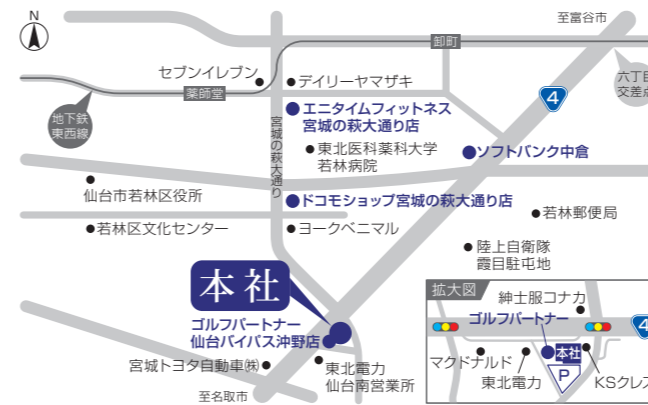 N
至富谷市
卸町
六丁目
交差点
セブンイレブン
デイリーヤマザキ
薬師堂
4
エニタイムフィットネス
宮城の萩大通り店
地下鉄
東西線
宮城の萩大通り
東北医科薬科大学
若林病院
ソフトバンク中倉
仙台市若林区役所
ドコモショップ宮城の萩大通り店
若林郵便局
若林区文化センター
ヨークベニマル
陸上自衛隊
霞目駐屯地
本社
拡大図
紳士服コナカ
ゴルフパートナー
4
ゴルフパートナー
仙台バイパス沖野店
マクドナルド
本社
東北電力
P
KSクレス
宮城トヨタ自動車㈱
東北電力
仙台南営業所
至名取市